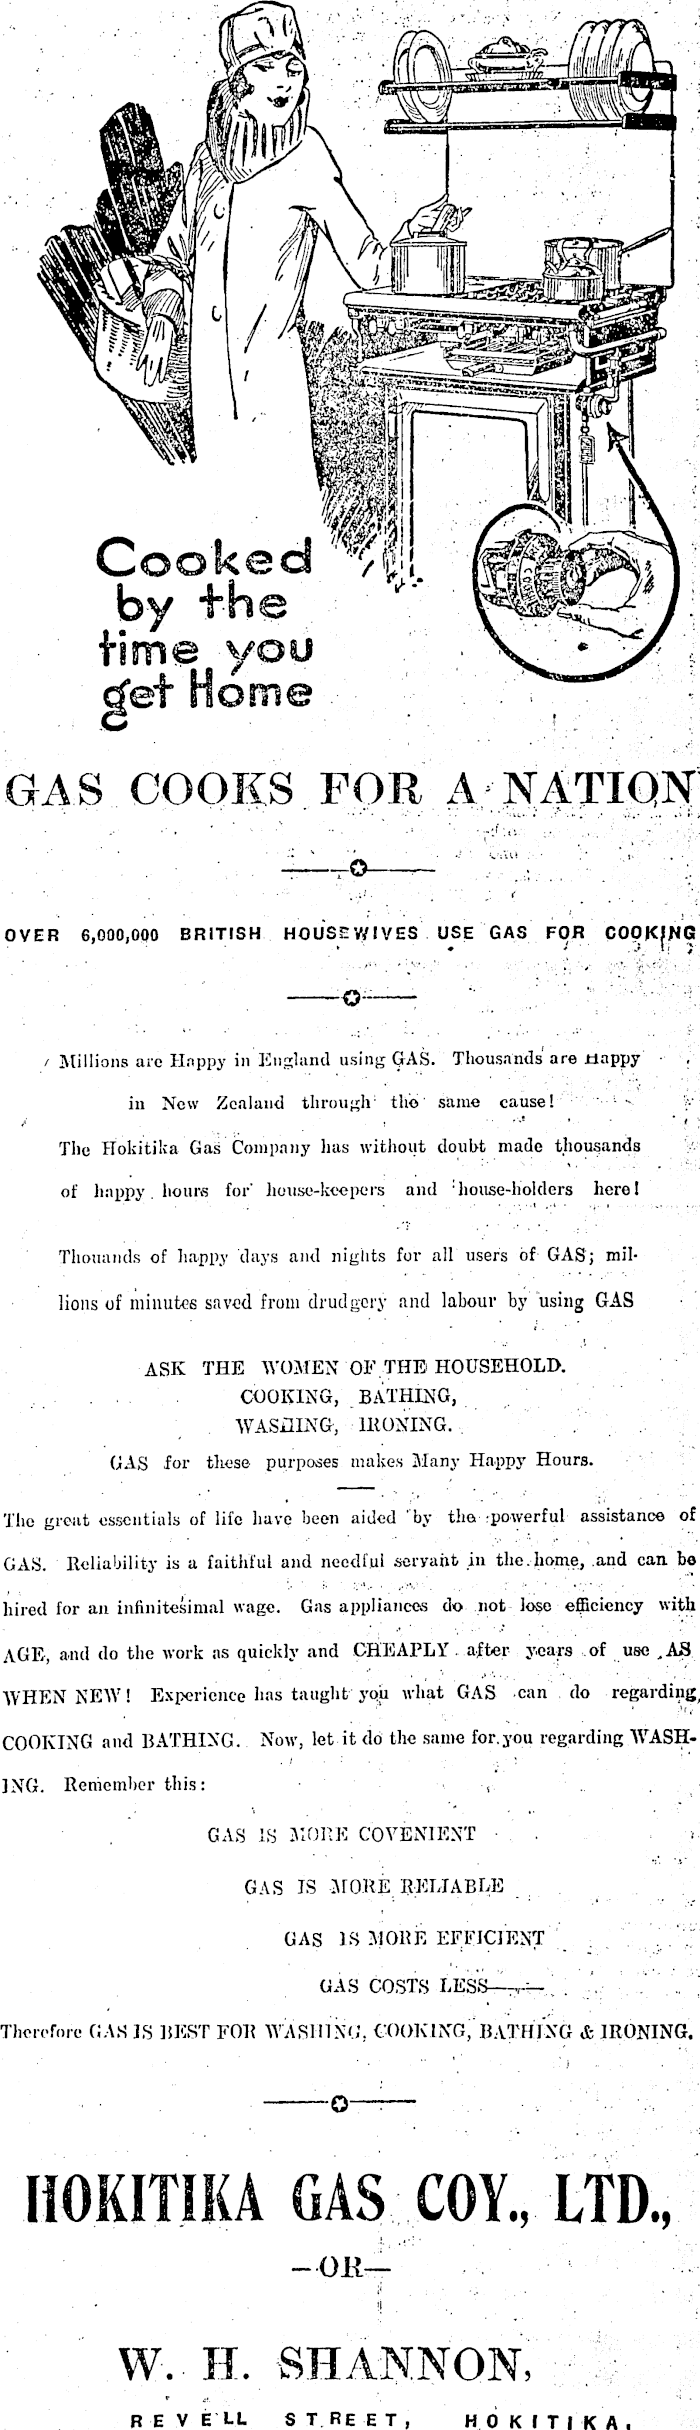 Cooked
by the
time you
get Home
GAS COOKS FOR A NATION
OVER 6,000,000 BRITISH HOUSEWIVES USE GAS FOR COOKING
Millions are Happy in England using GAS. Thousands are Happy
in New Zealand through the same cause!
The Hokitika Gas Company has without doubt made thousands
of happy hours for house-keepers and house-holders here!
Thouands of happy days and nights for all users of GAS; mil-
lions of minutes saved from drudgery and labour by using GAS
ASK THE WOMEN OF THE HOUSEHOLD.
COOKING, BATHING,
WASHING, IRONING.
GAS for these purposes makes Many Happy Hours.
The great essentials of life have been aided by the powerful assistance of
GAS. Reliability is a faithful and needful servant in the home, and can be
hired for an infinitesimal wage. Gas appliances do not lose efficiency with
AGE, and do the work as quickly and CHEAPLY after years of use AS
WHEN NEW! Experience has taught you what GAS can do regarding
COOKING and BATHING. Now, let it do the same for you regarding WASH-
ING. Remember this:
GAS IS MORE COVENIENT
GAS IS MORE RELIABLE
GAS IS MORE EFFICIENT
GAS COSTS LESS——
Therefore GAS IS BEST FOR WASHING, COOKING, BATHING & IRONING.
HOKITIKA GAS COY., LTD.,
—OR—
W. H. SHANNON,
REVELL STREET, HOKITIKA.